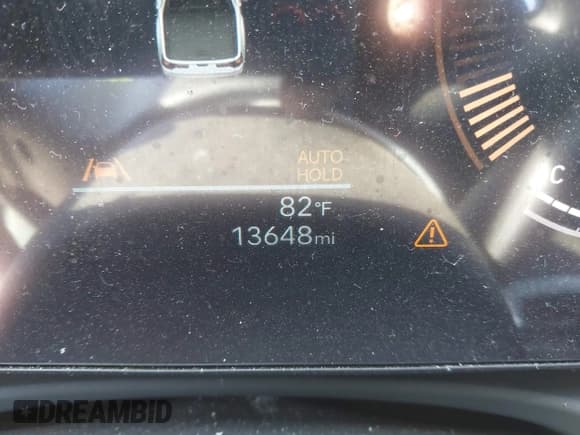 AUTO
HOLD
82°F
13648mi
C
DREAMBID